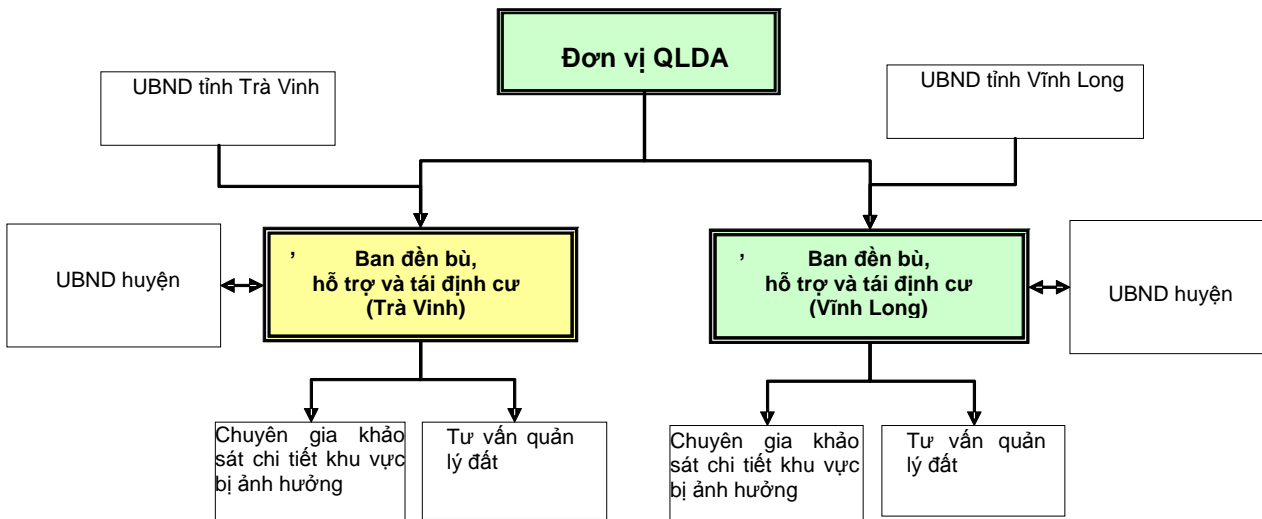 Đơn vị QLDA
UBND tỉnh Trà Vinh
UBND tỉnh Vĩnh Long
UBND huyện
, Ban đền bù,
hỗ trợ và tái định cư
(Trà Vinh)
, Ban đền bù,
hỗ trợ và tái định cư
(Vĩnh Long)
UBND huyện
Chuyên gia khảo
sát chi tiết khu vực
bị ảnh hưởng
Tư vấn quản
lý đất
Chuyên gia khảo
sát chi tiết khu vực
bị ảnh hưởng
Tư vấn quản
lý đất